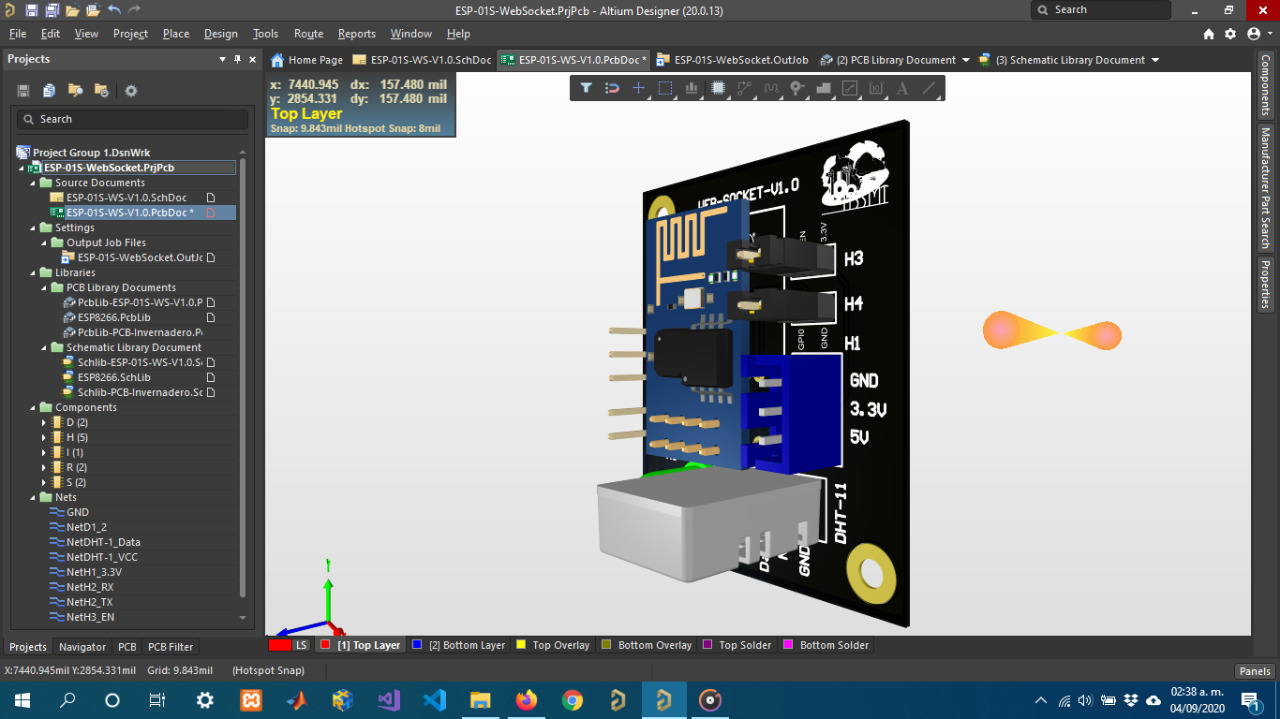 ESP-01S-WebSocket.PrjPcb - Altium Designer (20.0.13)
Search
File Edit View Project Place Design Tools Route Reports Window Help
Projects
Home Page ESP-01S-WS-V1.0.SchDoc ESP-01S-WS-V1.0.PcbDoc * ESP-01S-WebSocket.OutJob (2) PCB Library Document (3) Schematic Library Document
x: 7440.945 dx: 157.480 mil
y: 2854.331 dy: 157.480 mil
Top Layer
Snap: 9.843mil Hotspot Snap: 8mil
Search
Project Group 1.DsnWrk
ESP-01S-WebSocket.PrjPcb
Source Documents
ESP-01S-WS-V1.0.SchDoc
ESP-01S-WS-V1.0.PcbDoc *
Settings
Output Job Files
ESP-01S-WebSocket.OutJc
Libraries
PCB Library Documents
PcbLib-ESP-01S-WS-V1.0.P
ESP8266.PcbLib
PcbLib-PCB-Invernadero.Pc
Schematic Library Document
Schlib-ESP-01S-WS-V1.0.Sc
ESP8266.SchLib
Schlib-PCB-Invernadero.Sc
Components
D (2)
H (5)
I (1)
R (2)
S (2)
Nets
GND
NetD1_2
NetDHT-1_Data
NetDHT-1_VCC
NetH1_3.3V
NetH2_RX
NetH2_TX
NetH3_EN
WEB-SOCKET-V1.0
EN
3.3V
H3
H4
GPIO
GND
H1
GND
3.3V
5V
DHT-11
GND
Components
Manufacturer Part Search
Properties
Projects Navigator PCB PCB Filter
LS [1] Top Layer [2] Bottom Layer Top Overlay Bottom Overlay Top Solder Bottom Solder
X:7440.945mil Y:2854.331mil Grid: 9.843mil (Hotspot Snap)
Panels
02:38 a. m.
04/09/2020
1